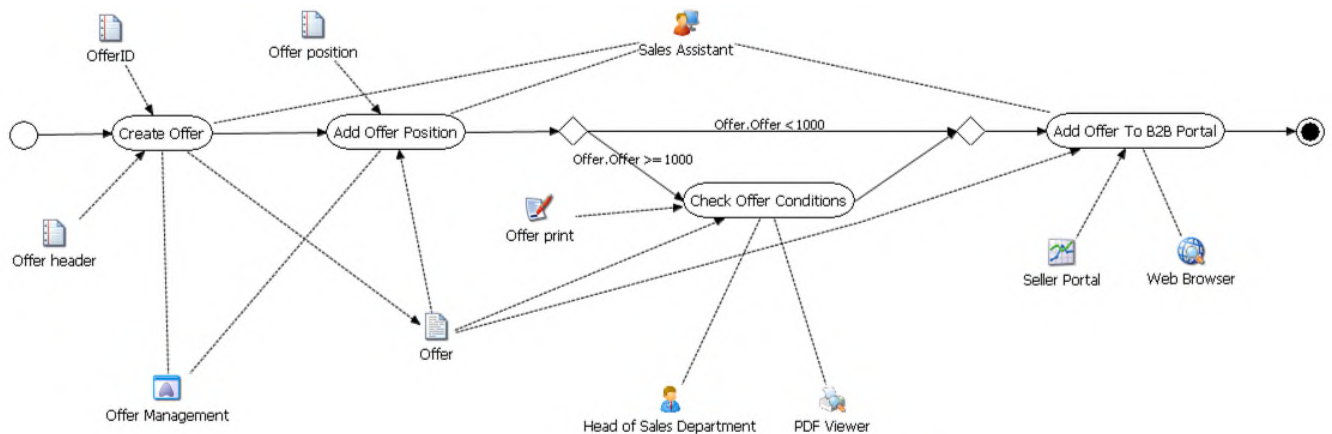 OfferID
Offer position
Sales Assistant
Create Offer
Add Offer Position
Offer.Offer < 1000
Add Offer To B2B Portal
Offer.Offer >= 1000
Check Offer Conditions
Offer print
Offer header
Seller Portal
Web Browser
Offer
Offer Management
Head of Sales Department
PDF Viewer